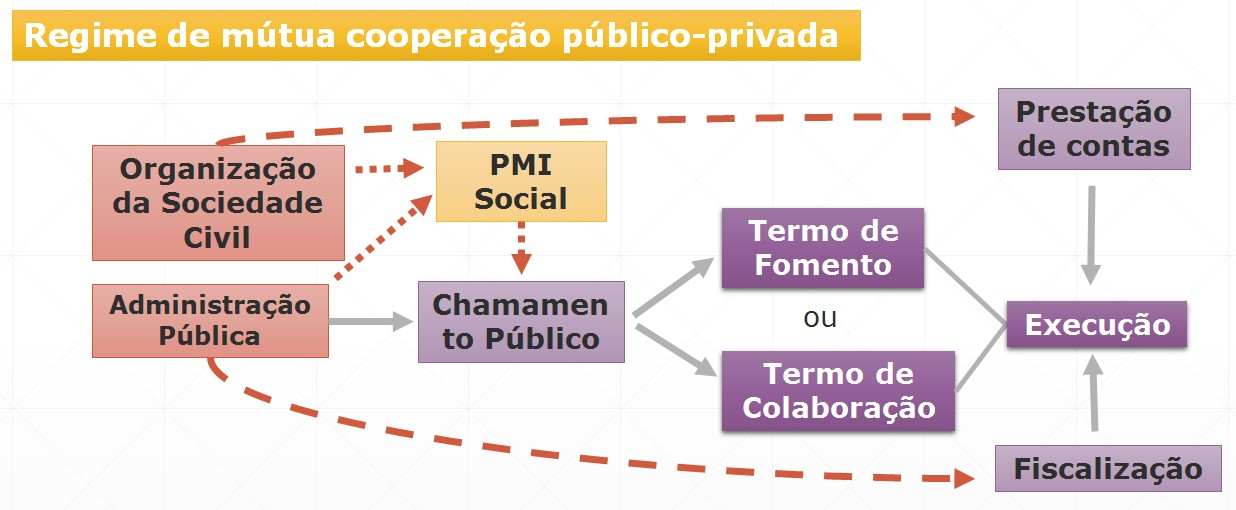 Regime de mútua cooperação público-privada
Organização
da Sociedade
Civil
PMI
Social
Prestação
de contas
Administração
Pública
Chamamen
to Público
Termo de
Fomento
ou
Termo de
Colaboração
Execução
Fiscalização